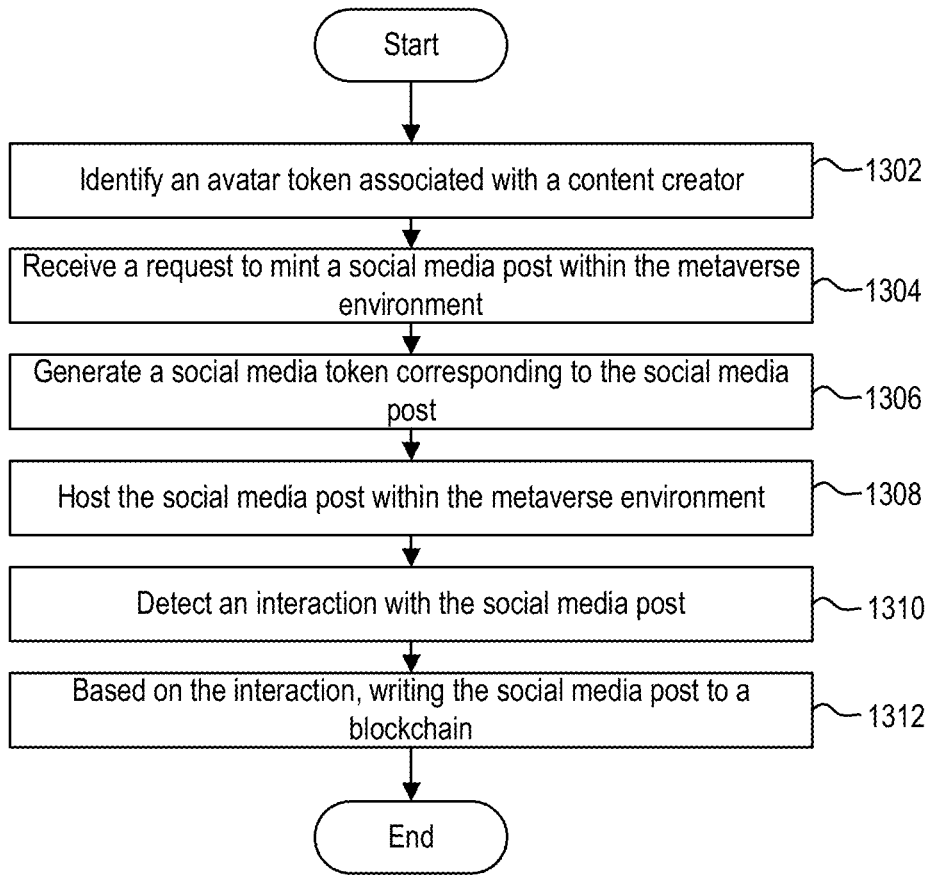 Start
Identify an avatar token associated with a content creator
1302
Receive a request to mint a social media post within the metaverse
environment
1304
Generate a social media token corresponding to the social media
post
1306
Host the social media post within the metaverse environment
1308
Detect an interaction with the social media post
1310
Based on the interaction, writing the social media post to a
blockchain
1312
End